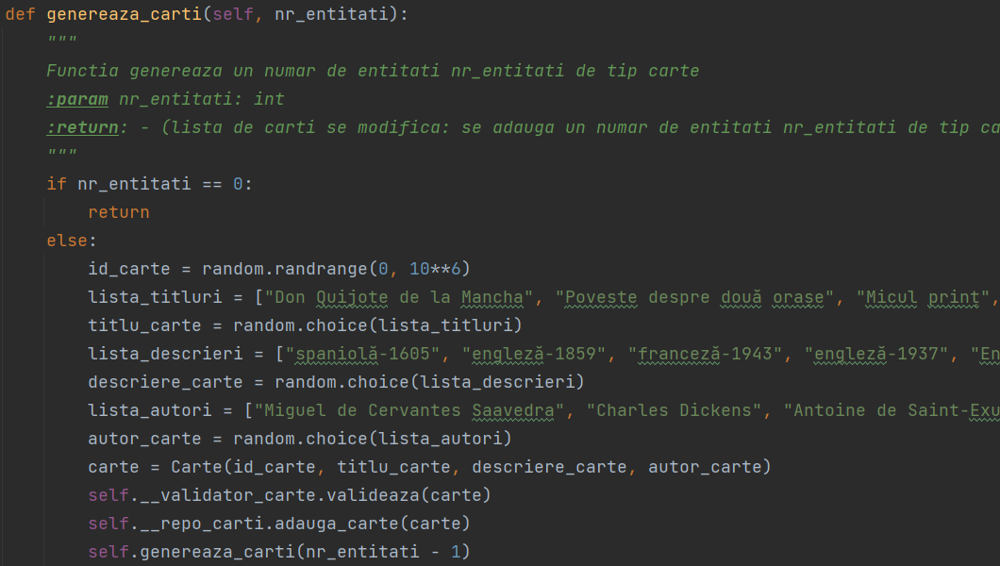 def genereaza_carti(self, nr_entitati):
"""
Functia genereaza un numar de entitati nr_entitati de tip carte
:param nr_entitati: int
:return: - (lista de carti se modifica: se adauga un numar de entitati nr_entitati de tip ca
"""
if nr_entitati == 0:
return
else:
id_carte = random.randrange(0, 10**6)
lista_titluri = ["Don Quijote de la Mancha", "Poveste despre două orase", "Micul print",
titlu_carte = random.choice(lista_titluri)
lista_descrieri = ["spaniolă-1605", "engleză-1859", "franceză-1943", "engleză-1937", "En
descriere_carte = random.choice(lista_descrieri)
lista_autori = ["Miguel de Cervantes Saavedra", "Charles Dickens", "Antoine de Saint-Exu
autor_carte = random.choice(lista_autori)
carte = Carte(id_carte, titlu_carte, descriere_carte, autor_carte)
self.__validator_carte.valideaza(carte)
self.__repo_carti.adauga_carte(carte)
self.genereaza_carti(nr_entitati - 1)